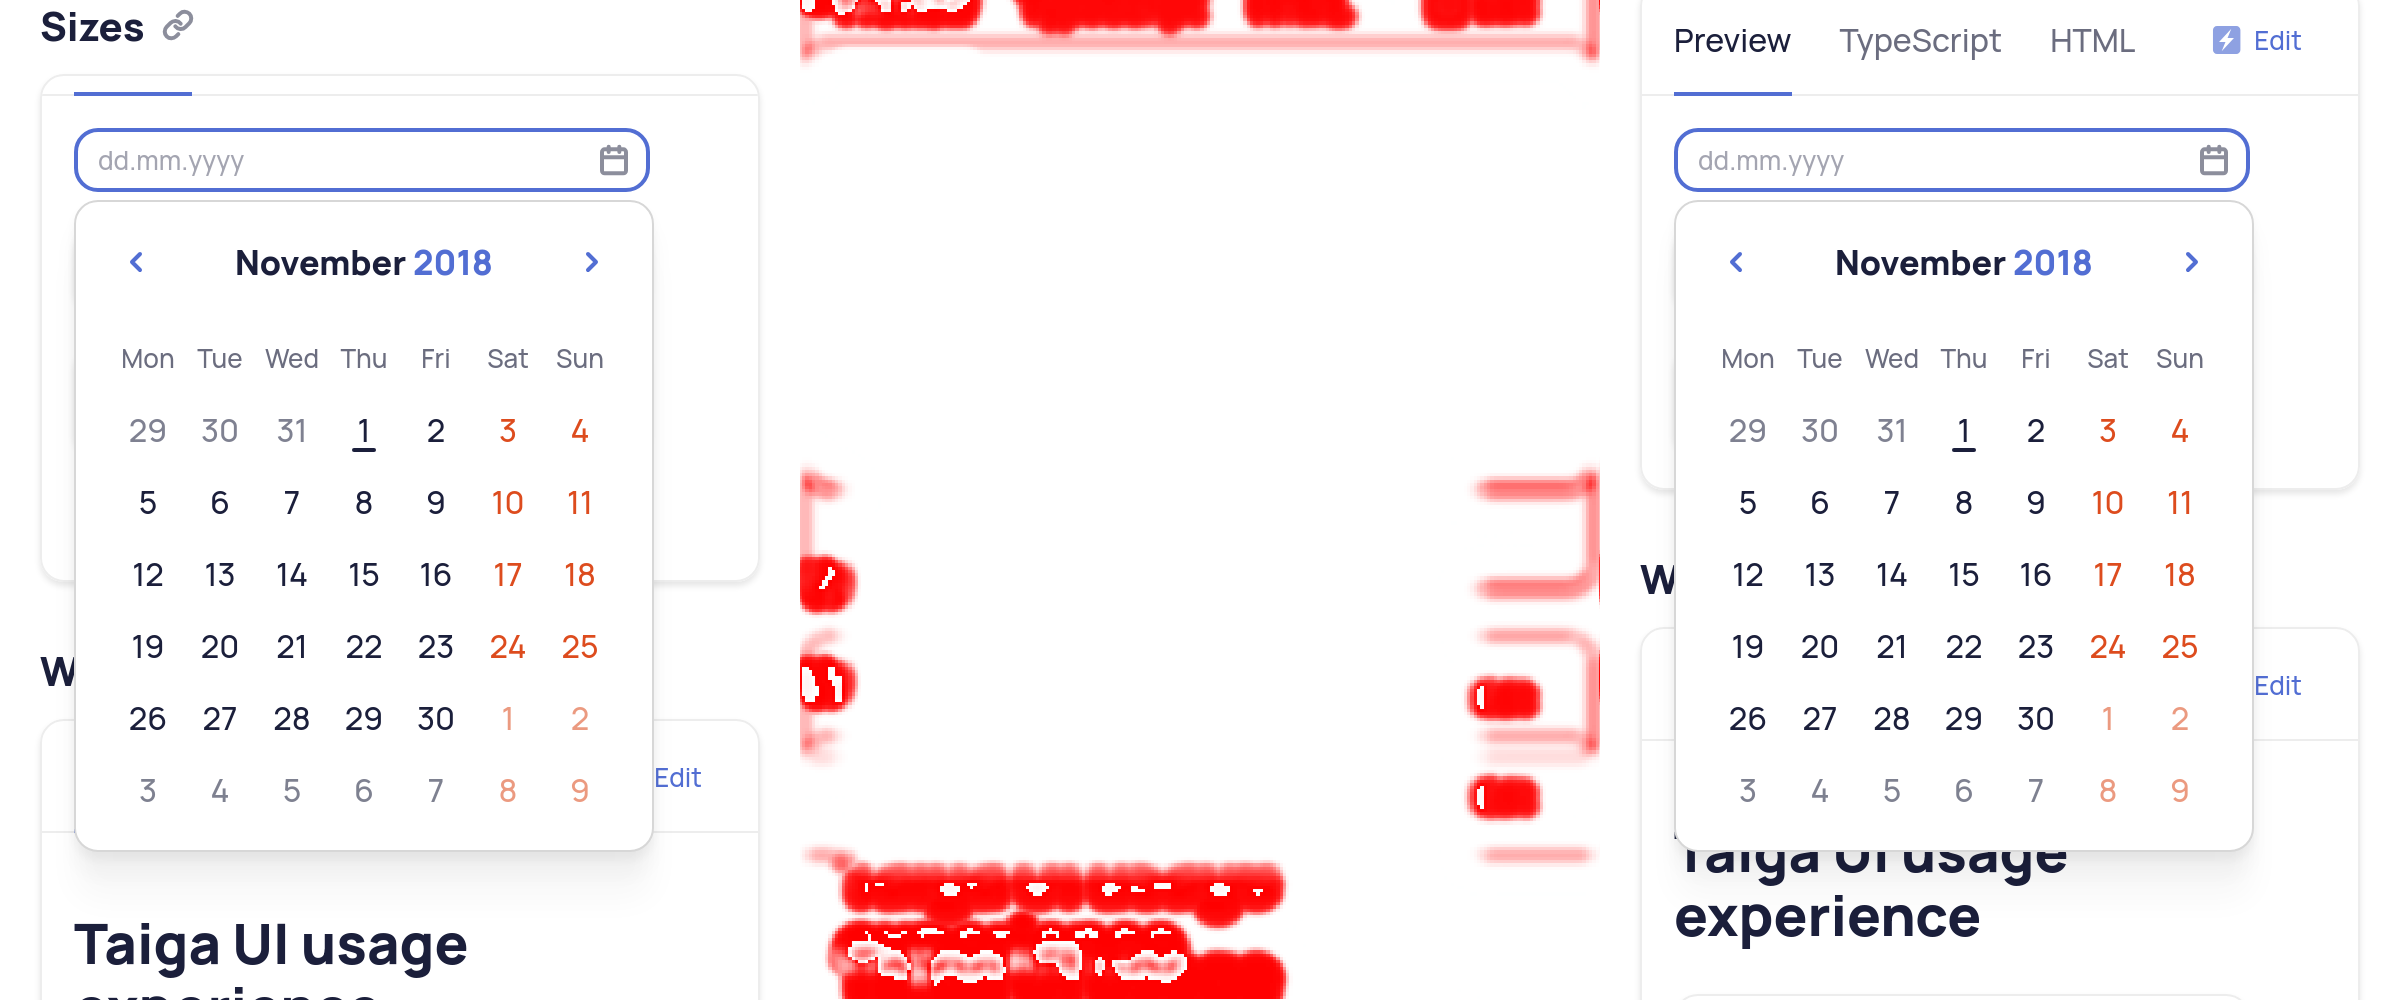 Sizes
dd.mm.yyyy
November 2018
Mon Tue Wed Thu Fri Sat Sun
29 30 31 1 2 3 4
5 6 7 8 9 10 11
12 13 14 15 16 17 18
19 20 21 22 23 24 25
26 27 28 29 30 1 2
3 4 5 6 7 8 9
W
Edit
Taiga UI usage
experience
Preview TypeScript HTML Edit
dd.mm.yyyy
November 2018
Mon Tue Wed Thu Fri Sat Sun
29 30 31 1 2 3 4
5 6 7 8 9 10 11
12 13 14 15 16 17 18
19 20 21 22 23 24 25
26 27 28 29 30 1 2
3 4 5 6 7 8 9
W
Edit
Taiga UI usage
experience